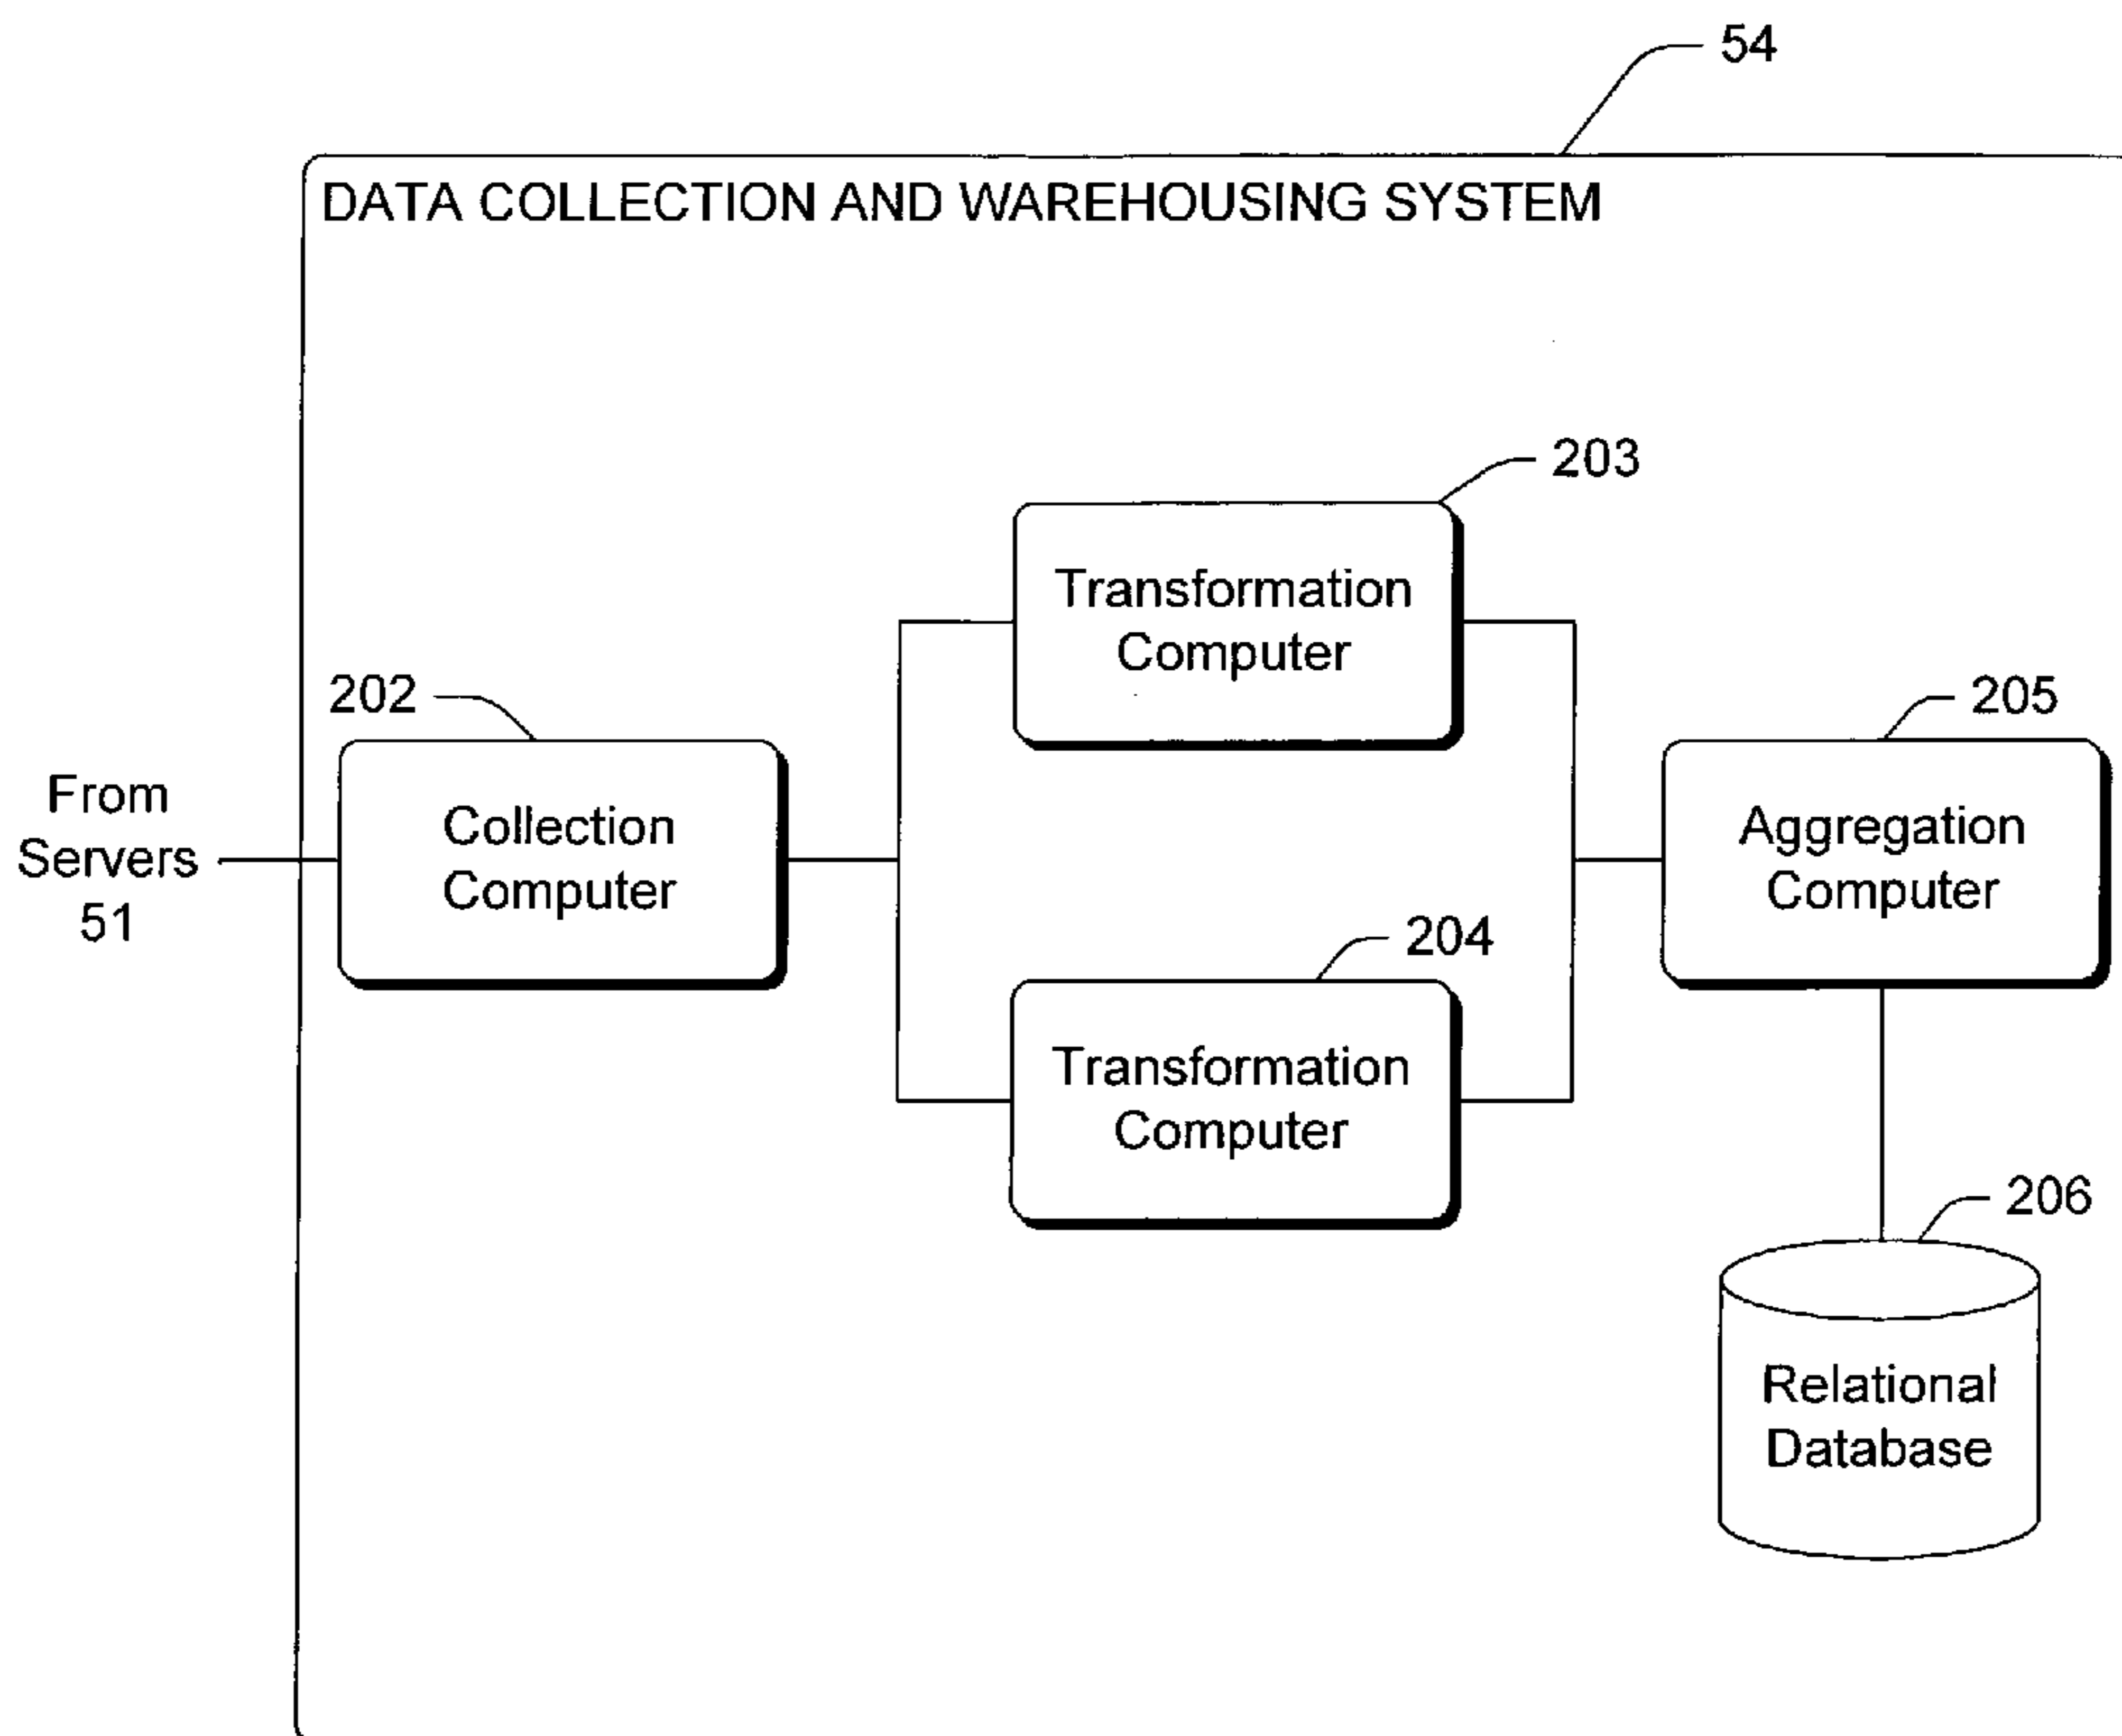 54
DATA COLLECTION AND WAREHOUSING SYSTEM
203
Transformation
Computer
202
205
From
Servers
51
Collection
Computer
Aggregation
Computer
204
Transformation
Computer
206
Relational
Database